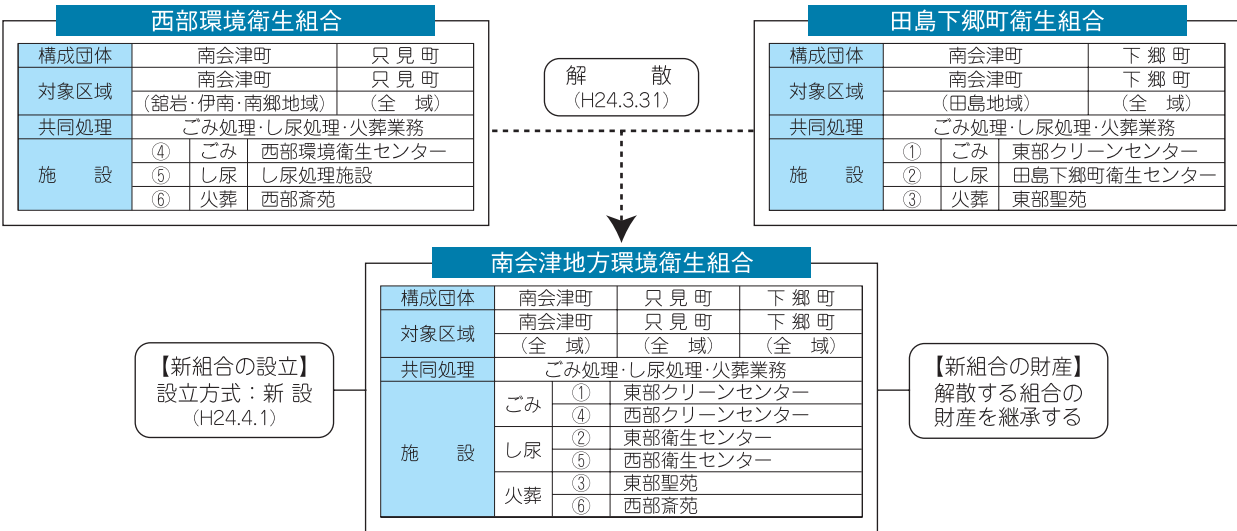 西部環境衛生組合
構成団体 南会津町 只見町
対象区域 南会津町 只見町
(舘岩・伊南・南郷地域) (全 域)
共同処理 ごみ処理・し尿処理・火葬業務
施 設 ④ ごみ 西部環境衛生センター
⑤ し尿 し尿処理施設
⑥ 火葬 西部斎苑
解 散
(H24.3.31)
田島下郷町衛生組合
構成団体 南会津町 下郷町
対象区域 南会津町 下郷町
(田島地域) (全 域)
共同処理 ごみ処理・し尿処理・火葬業務
施 設 ① ごみ 東部クリーンセンター
② し尿 田島下郷町衛生センター
③ 火葬 東部聖苑
南会津地方環境衛生組合
構成団体 南会津町 只見町 下郷町
対象区域 南会津町 只見町 下郷町
(全 域) (全 域) (全 域)
共同処理 ごみ処理・し尿処理・火葬業務
施 設 ごみ ① 東部クリーンセンター
④ 西部クリーンセンター
し尿 ② 東部衛生センター
⑤ 西部衛生センター
火葬 ③ 東部聖苑
⑥ 西部斎苑
【新組合の設立】
設立方式:新設
(H24.4.1)
【新組合の財産】
解散する組合の
財産を継承する